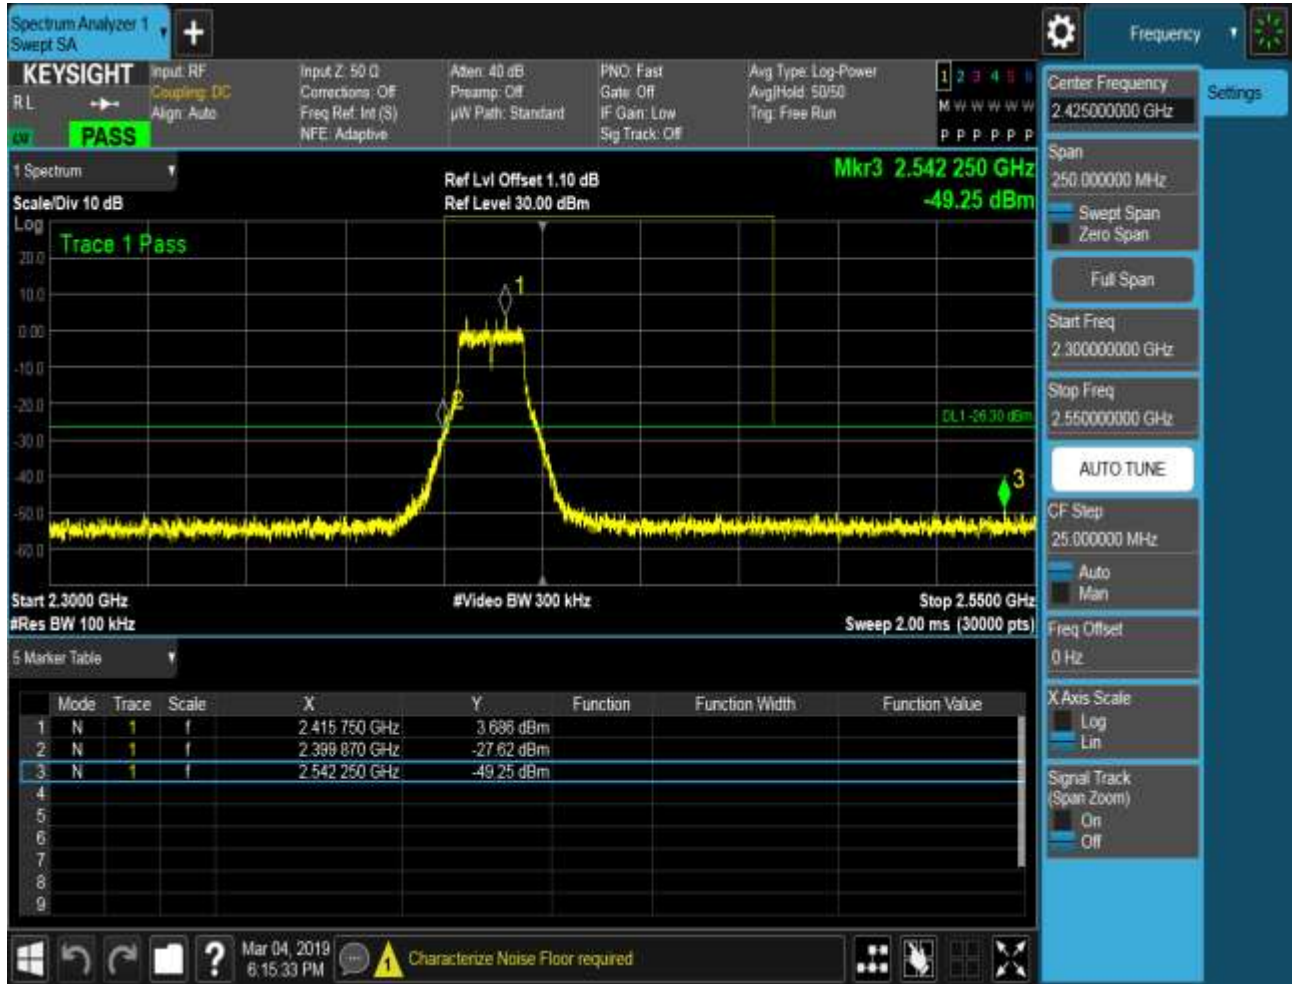 Spectrum Analyzer 1
Swept SA
+
Frequency
KEYSIGHT
RL
PASS
Input: RF
Coupling: DC
Align: Auto
Input Z: 50 Ω
Corrections: Off
Freq Ref: Int (S)
NFE: Adaptive
Atten: 40 dB
Preamp: Off
µW Path: Standard
PNO: Fast
Gate: Off
IF Gain: Low
Sig Track: Off
Avg Type: Log-Power
Avg|Hold: 50/50
Trig: Free Run
1 2 3 4 5 6
M W W W W W
P P P P P P
1 Spectrum
Scale/Div 10 dB
Log
Ref Lvl Offset 1.10 dB
Ref Level 30.00 dBm
Mkr3 2.542 250 GHz
-49.25 dBm
Trace 1 Pass
20.0
10.0
0.00
-10.0
-20.0
-30.0
-40.0
-50.0
-60.0
1
2
3
DL1 -26.30 dBm
Start 2.3000 GHz
#Video BW 300 kHz
Stop 2.5500 GHz
#Res BW 100 kHz
Sweep 2.00 ms (30000 pts)
5 Marker Table
Mode Trace Scale X Y Function Function Width Function Value
1 N 1 f 2.415 750 GHz 3.686 dBm
2 N 1 f 2.399 870 GHz -27.62 dBm
3 N 1 f 2.542 250 GHz -49.25 dBm
4
5
6
7
8
9
Center Frequency
2.425000000 GHz
Settings
Span
250.000000 MHz
Swept Span
Zero Span
Full Span
Start Freq
2.300000000 GHz
Stop Freq
2.550000000 GHz
AUTO TUNE
CF Step
25.000000 MHz
Auto
Man
Freq Offset
0 Hz
X Axis Scale
Log
Lin
Signal Track
(Span Zoom)
On
Off
?
Mar 04, 2019
6:15:33 PM
1
Characterize Noise Floor required